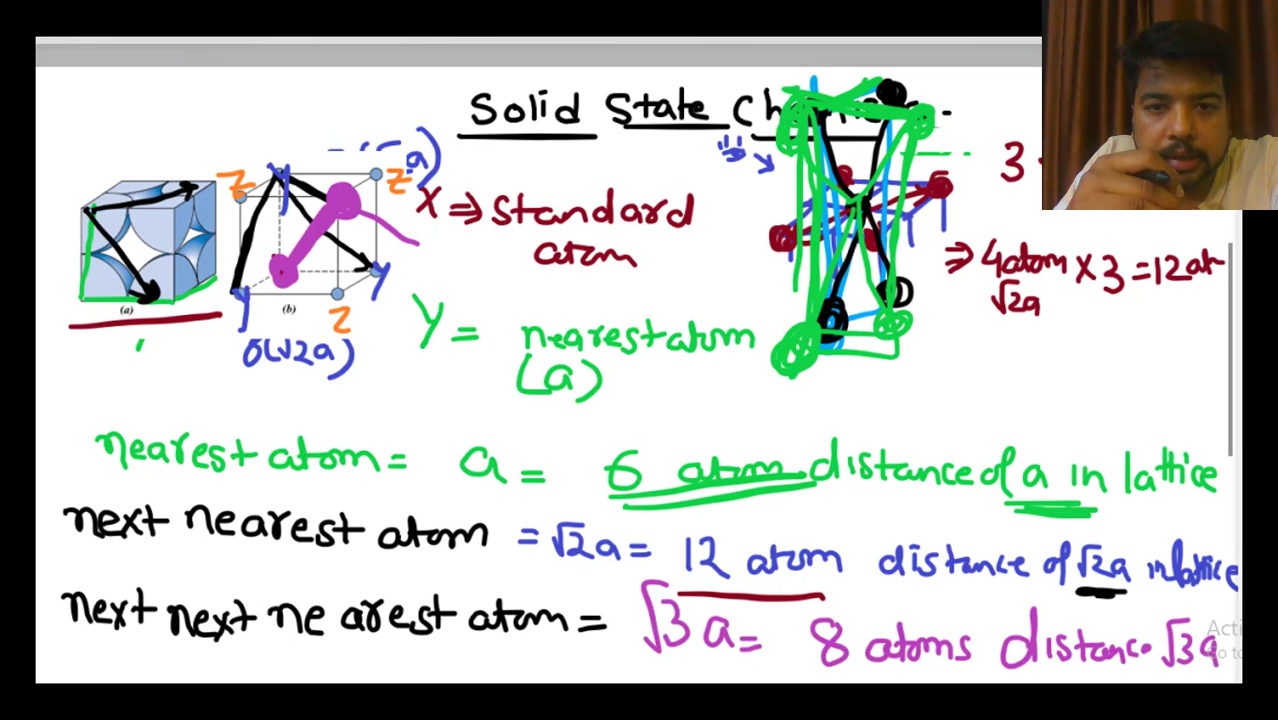 Solid State
X ⇒ Standard
atom
Z
y
Z
y
y
Z
(a)
(b)
6(√2a)
Y = nearest atom
(a)
3
⇒ 4 atom × 3 = 12 at
√2a
nearest atom = a = 6 atom distance of a in lattice
next nearest atom = √2a = 12 atom distance of √2a in lattice
next next nearest atom = √3 a = 8 atoms distance √3a